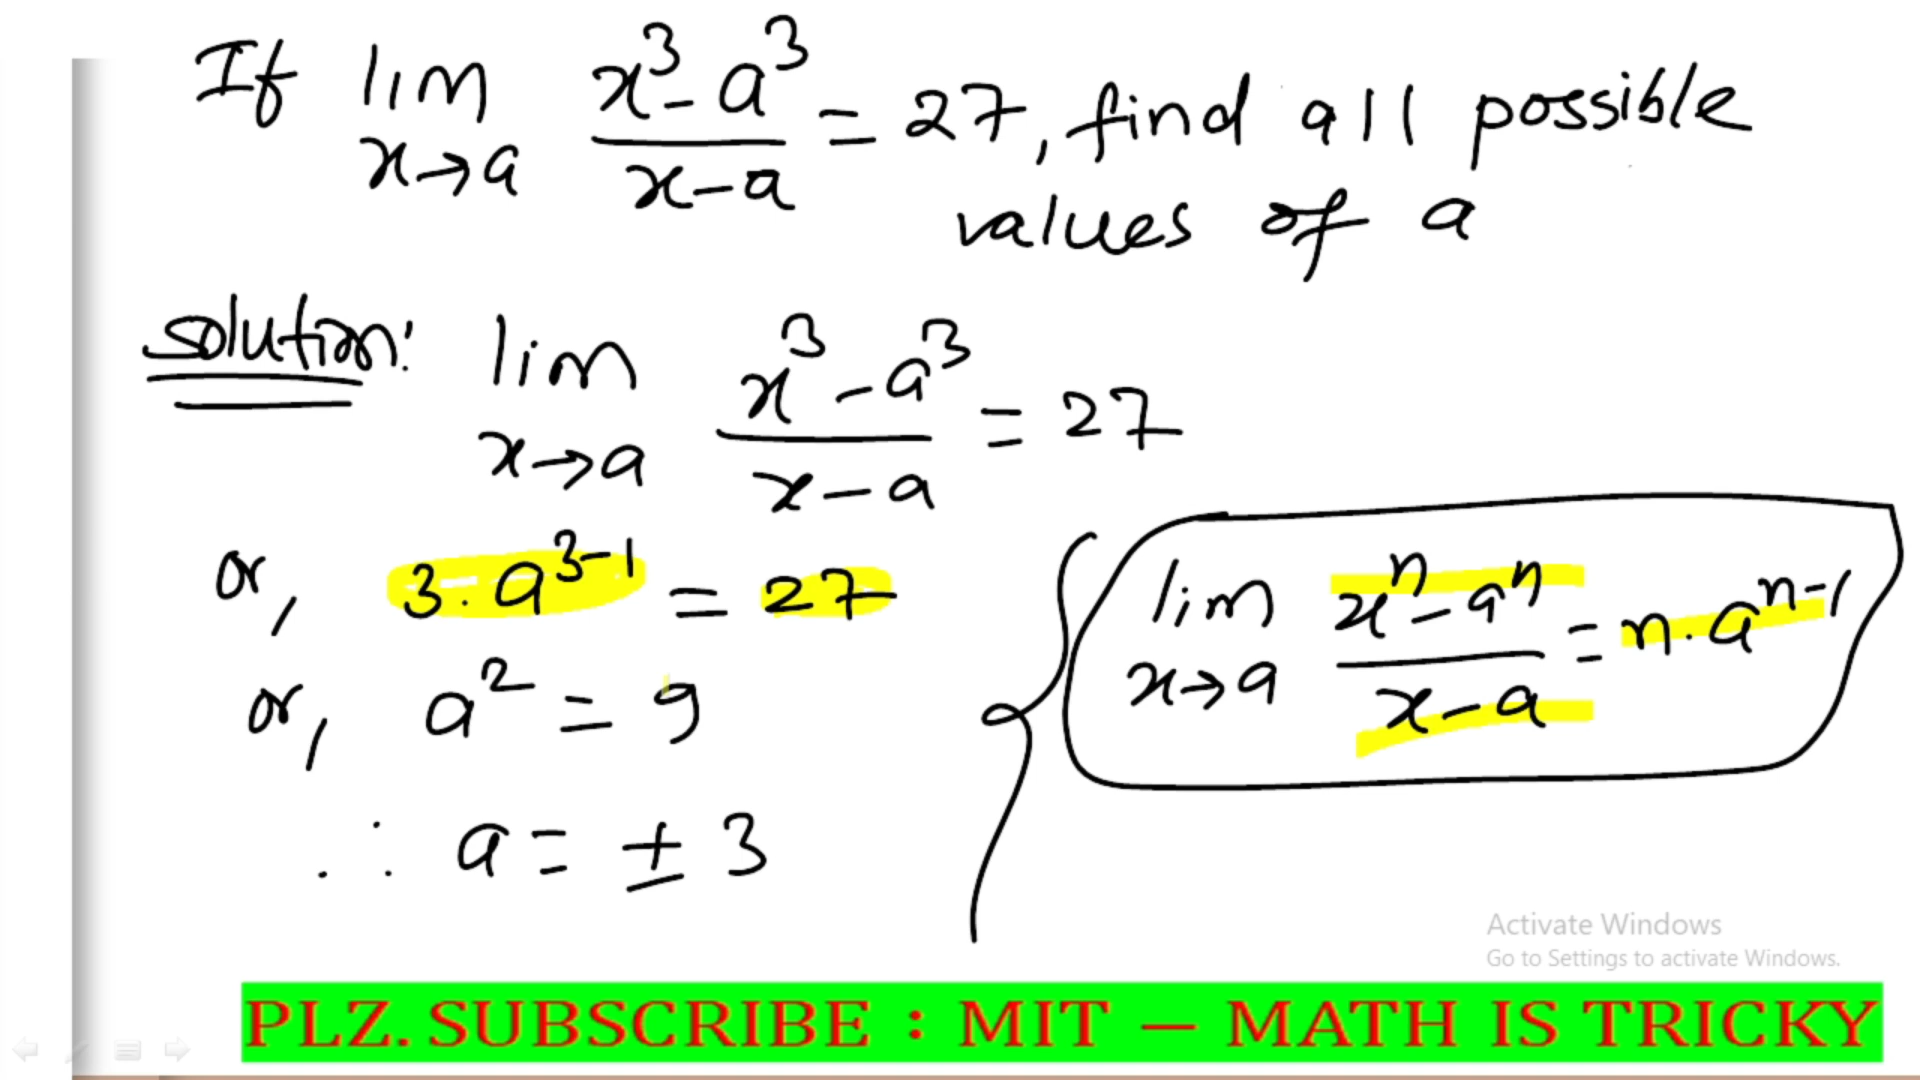 If lim x→a (x³ - a³)/(x - a) = 27, find all possible
values of a
solution: lim x→a (x³ - a³)/(x - a) = 27
or, 3.a³⁻¹ = 27
lim x→a (xⁿ - aⁿ)/(x - a) = n.aⁿ⁻¹
or, a² = 9
∴ a = ± 3
Activate Windows
Go to Settings to activate Windows.
PLZ. SUBSCRIBE : MIT – MATH IS TRICKY